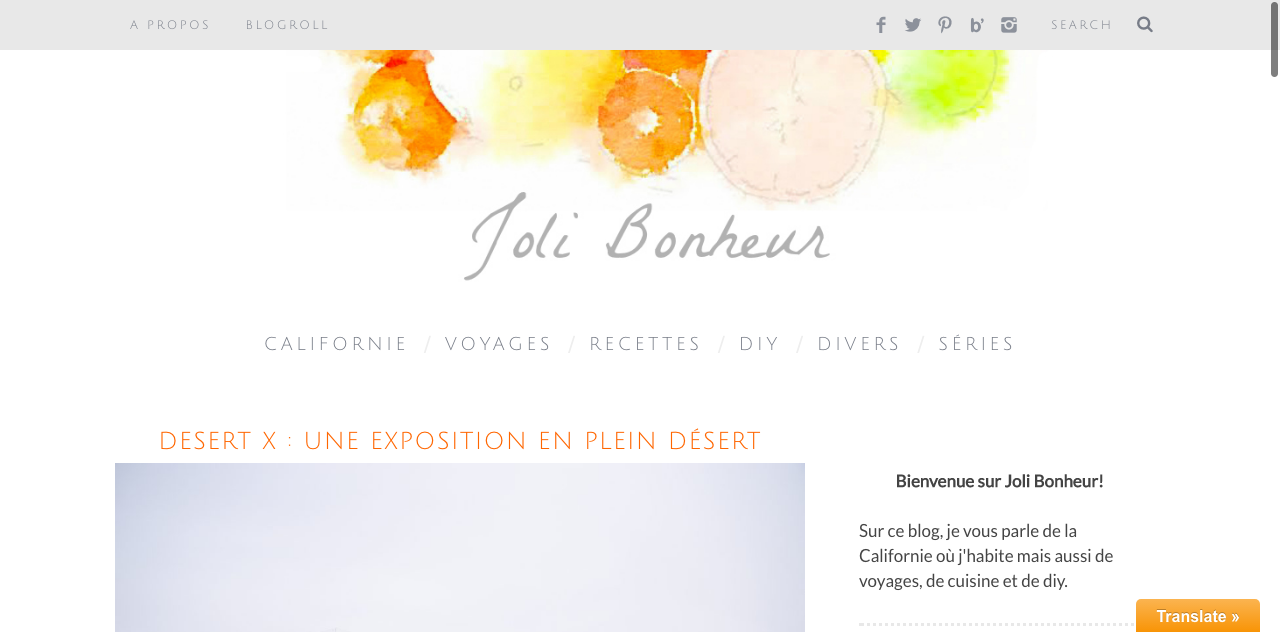 A PROPOS BLOGROLL SEARCH
Joli Bonheur
CALIFORNIE / VOYAGES / RECETTES / DIY / DIVERS / SÉRIES
DESERT X : UNE EXPOSITION EN PLEIN DÉSERT
Bienvenue sur Joli Bonheur!
Sur ce blog, je vous parle de la
Californie où j'habite mais aussi de
voyages, de cuisine et de diy.
Translate »